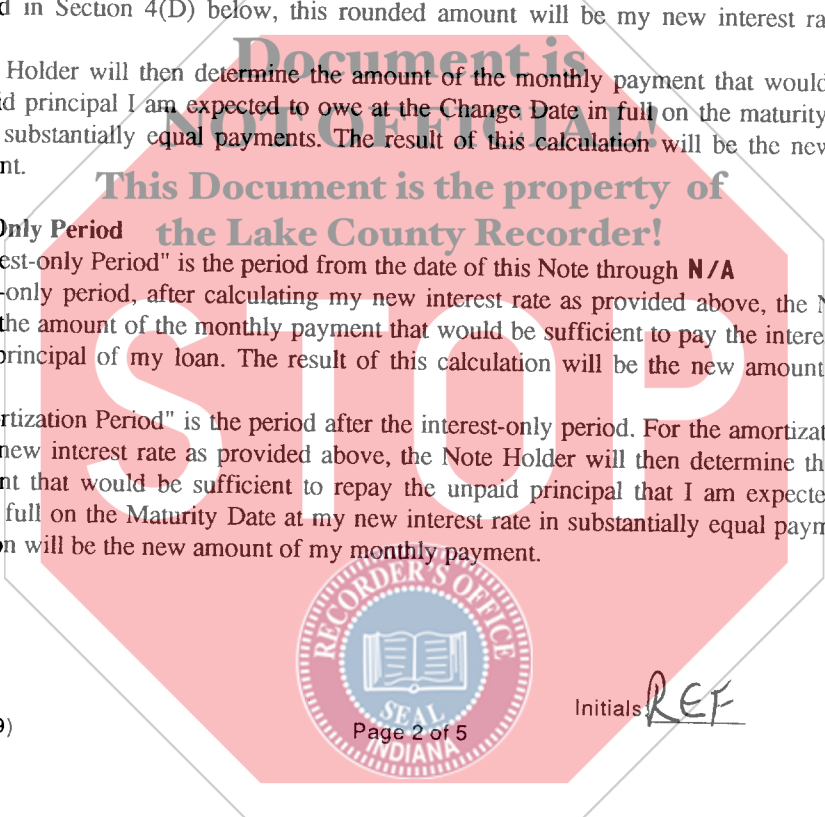 d in Section 4(D) below, this rounded amount will be my new interest ra
Document is
Holder will then determine the amount of the monthly payment that would
id principal I am expected to owe at the Change Date in full on the maturity
NOT OFFICIAL!
substantially equal payments. The result of this calculation will be the new
nt.
This Document is the property of
Only Period
the Lake County Recorder!
est-only Period" is the period from the date of this Note through N/A
-only period, after calculating my new interest rate as provided above, the N
the amount of the monthly payment that would be sufficient to pay the intere
principal of my loan. The result of this calculation will be the new amount
STOP
rtization Period" is the period after the interest-only period. For the amortizat
new interest rate as provided above, the Note Holder will then determine th
nt that would be sufficient to repay the unpaid principal that I am expecte
full on the Maturity Date at my new interest rate in substantially equal paym
on will be the new amount of my monthly payment.
RECORDER'S OFFICE
SEAL
INDIANA
Initials: REF
9)
Page 2 of 5